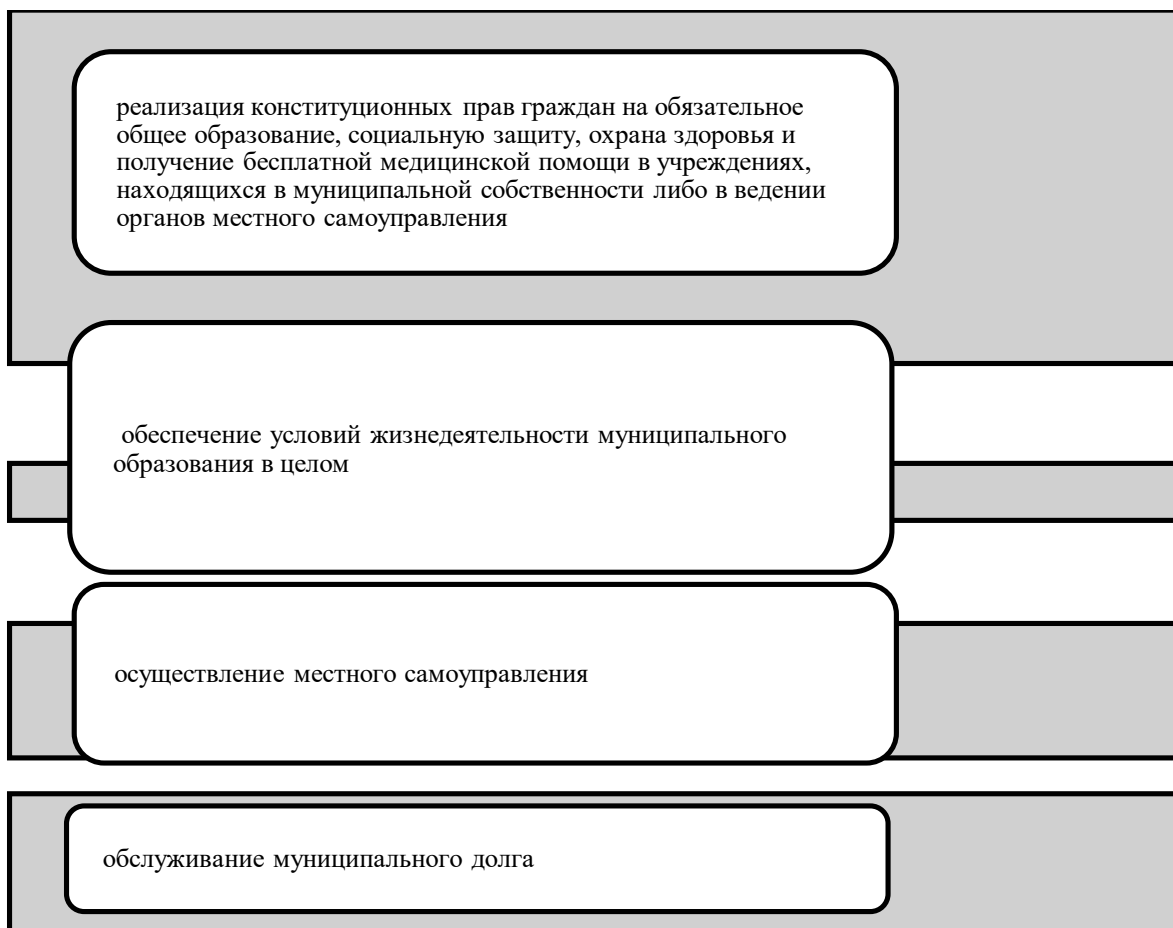 реализация конституционных прав граждан на обязательное
общее образование, социальную защиту, охрана здоровья и
получение бесплатной медицинской помощи в учреждениях,
находящихся в муниципальной собственности либо в ведении
органов местного самоуправления
обеспечение условий жизнедеятельности муниципального
образования в целом
осуществление местного самоуправления
обслуживание муниципального долга